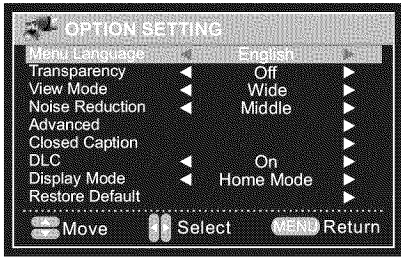 OPTION SETTING
Menu Language English
Transparency Off
View Mode Wide
Noise Reduction Middle
Advanced
Closed Caption
DLC On
Display Mode Home Mode
Restore Default
Move Select MENU Return